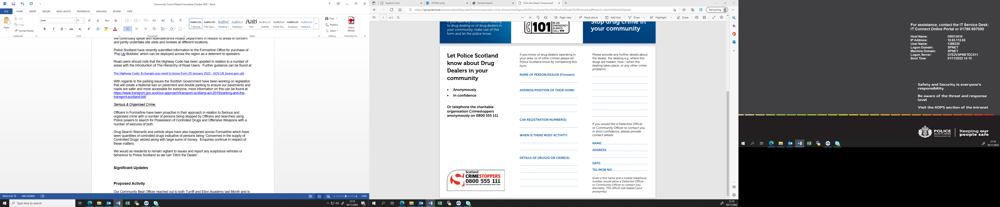 Community Council Report Formartine October 2022 - Word
FILE HOME INSERT DESIGN PAGE LAYOUT REFERENCES MAILINGS REVIEW VIEW
Paste
Cut
Copy
Format Painter
Clipboard
Arial 11
Font
Paragraph
AaBbCcDc AaBbCcDc AaBbC AaBbCc AaB AaBbCcC AaBbCcDc AaBbCcDc AaBbCcDc
¶ Normal ¶ No Spac... Heading 1 Heading 2 Title Subtitle Subtle Em... Emphasis Intense E...
Styles
Find
Replace
Select
Editing
Select Marker
Protective M...
We continually speak with Aberdeenshire Roads Department in relation to areas of concern
and jointly undertake site visits and reviews at different locations.
Police Scotland have recently submitted information to the Formartine Office for purchase of
‘Pop Up Bobbies’ which can be deployed across the region as a deterrent to speeders.
Road users should note that the Highway Code has been updated in relation to a number of
areas with the introduction of The Hierarchy of Road Users. Further guidance can be found at
The Highway Code: 8 changes you need to know from 29 January 2022 - GOV.UK (www.gov.uk)
With regards to the parking issues the Scottish Government have been working on legislation
that will create a National ban on pavement and double parking to ensure our pavements and
roads are safer and more accessible for everyone, more information on this can be found at
https://www.transport.gov.scot/our-approach/transport-scotland-act-2019/parking-and-the-
transport-scotland-bill/
Serious & Organised Crime;
Officers in Formartine have been proactive in their approach in relation to Serious and
organised crime with a number of persons being stopped by Officers and searched using
Police powers to search for Possession of Controlled Drugs and Offensive Weapons with a
number of seizures of both.
Drug Search Warrants and vehicle stops have also happened across Formartine which have
seen quantities of controlled drugs indicative of persons being ‘Concerned in the supply of
Controlled Drugs’ seized along with large sums of money. Enquiries continue in respect of
these matters.
We would as residents to remain vigilant to issues and report any suspicious vehicles or
behaviour to Police Scotland so we can ‘Ditch the Dealer’.
Significant Updates
Proposed Activity
Our Community Beat Officer reached out to both Turriff and Ellon Academy last Month and is
PAGE 6 OF 10 2842 WORDS
120%
Type here to search
21:19
05/11/2022
Explore Crime
STORM Unity
General Search
Ditch the Dealer Postcard.pdf
https://spi.spnet.local/policescotland/SpecialistDivisions/specialist-crime-division/Intelligence%20Documents/Ditch%20the%20Dealer%20Postcard.pdf#search=ditch%20the%20dealer
Not syncing
2 of 2
Page view
Read aloud
Add text
Draw
Highlight
Erase
If you have any information relating
to drug dealing or of drug dealers in
your community, make use of this
form and let the police know.
101
IN AN
EMERGENCY
ALWAYS
CALL 999
Stop drug crime in
your community
Let Police Scotland
know about Drug
Dealers in your
community
• Anonymously
• In confidence
Or telephone the charitable
organisation Crimestoppers
anonymously on 0800 555 111
Scotland
CRIMESTOPPERS
0800 555 111
Call anonymously with information about crime
If you know of drug dealers operating in
your area, or of other crimes please let
Police Scotland know by completing this
form
NAME OF PERSON/DEALER (if known):
ADDRESS/POSITION OF THEIR HOME:
CAR REGISTRATION NUMBER(S):
WHEN IS THERE MOST ACTIVITY:
DETAILS OF DRUG(S) OR CRIME(S):
Please provide any further details about
the dealer, the dealing e.g. where the
drugs are hidden, how / when the
dealing takes place, or any other crime
problems:
If you would like a Detective Officer
or Community Officer to contact you
in strict confidence, please provide
contact details:
NAME:
ADDRESS:
DATE:
TEL/MOB NO:
(Even a first name and a mobile telephone
number would allow a Detective Officer
or Community Officer to contact you
discreetly. This officer will respect your
anonymity)
21:19
05/11/2022
For assistance, contact the IT Service Desk:
IT Connect Online Portal or 01786 897000
Host Name: GR013016
IP Address: 10.93.112.65
User Name: 1388339
Logon Domain: SPNET
Machine Domain: SPNET
Logon Server: GYE2VSPNETDC011
Boot Time: 01/11/2022 14:10
Safety and Security is everyone's
responsibility
Be aware of the threat and response
level
Visit the KOPS section of the intranet
POLICE
SCOTLAND
Keeping people safe
Keeping our
people safe
21:19
05/11/2022